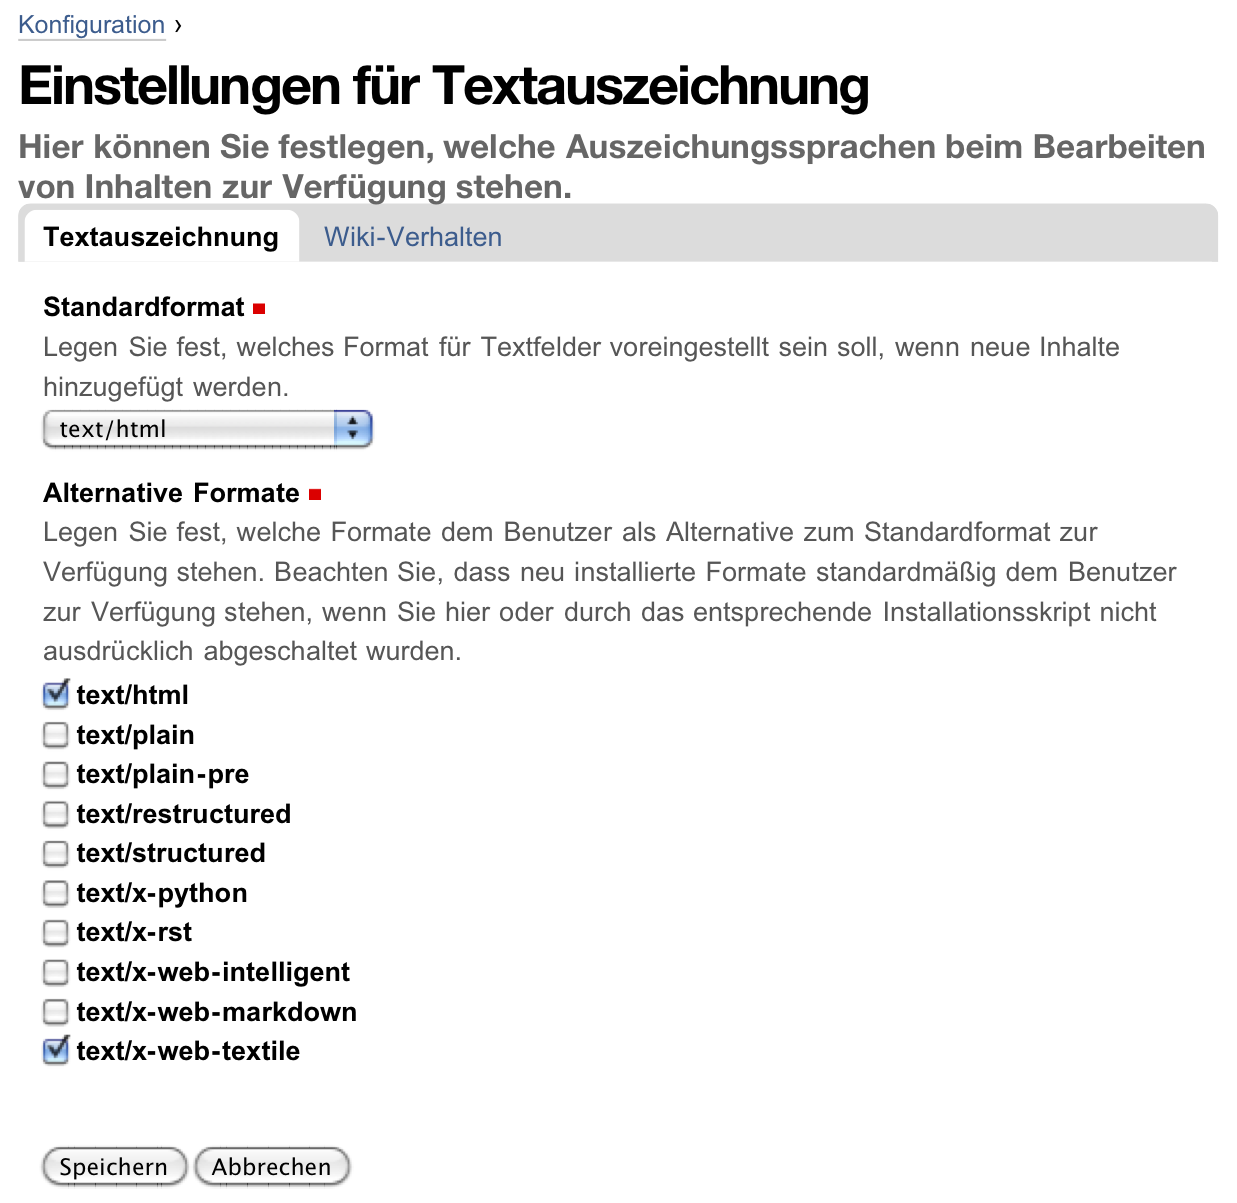 Konfiguration ›
Einstellungen für Textauszeichnung
Hier können Sie festlegen, welche Auszeichungssprachen beim Bearbeiten
von Inhalten zur Verfügung stehen.
Textauszeichnung Wiki-Verhalten
Standardformat
Legen Sie fest, welches Format für Textfelder voreingestellt sein soll, wenn neue Inhalte
hinzugefügt werden.
text/html
Alternative Formate
Legen Sie fest, welche Formate dem Benutzer als Alternative zum Standardformat zur
Verfügung stehen. Beachten Sie, dass neu installierte Formate standardmäßig dem Benutzer
zur Verfügung stehen, wenn Sie hier oder durch das entsprechende Installationsskript nicht
ausdrücklich abgeschaltet wurden.
text/html
text/plain
text/plain-pre
text/restructured
text/structured
text/x-python
text/x-rst
text/x-web-intelligent
text/x-web-markdown
text/x-web-textile
Speichern Abbrechen